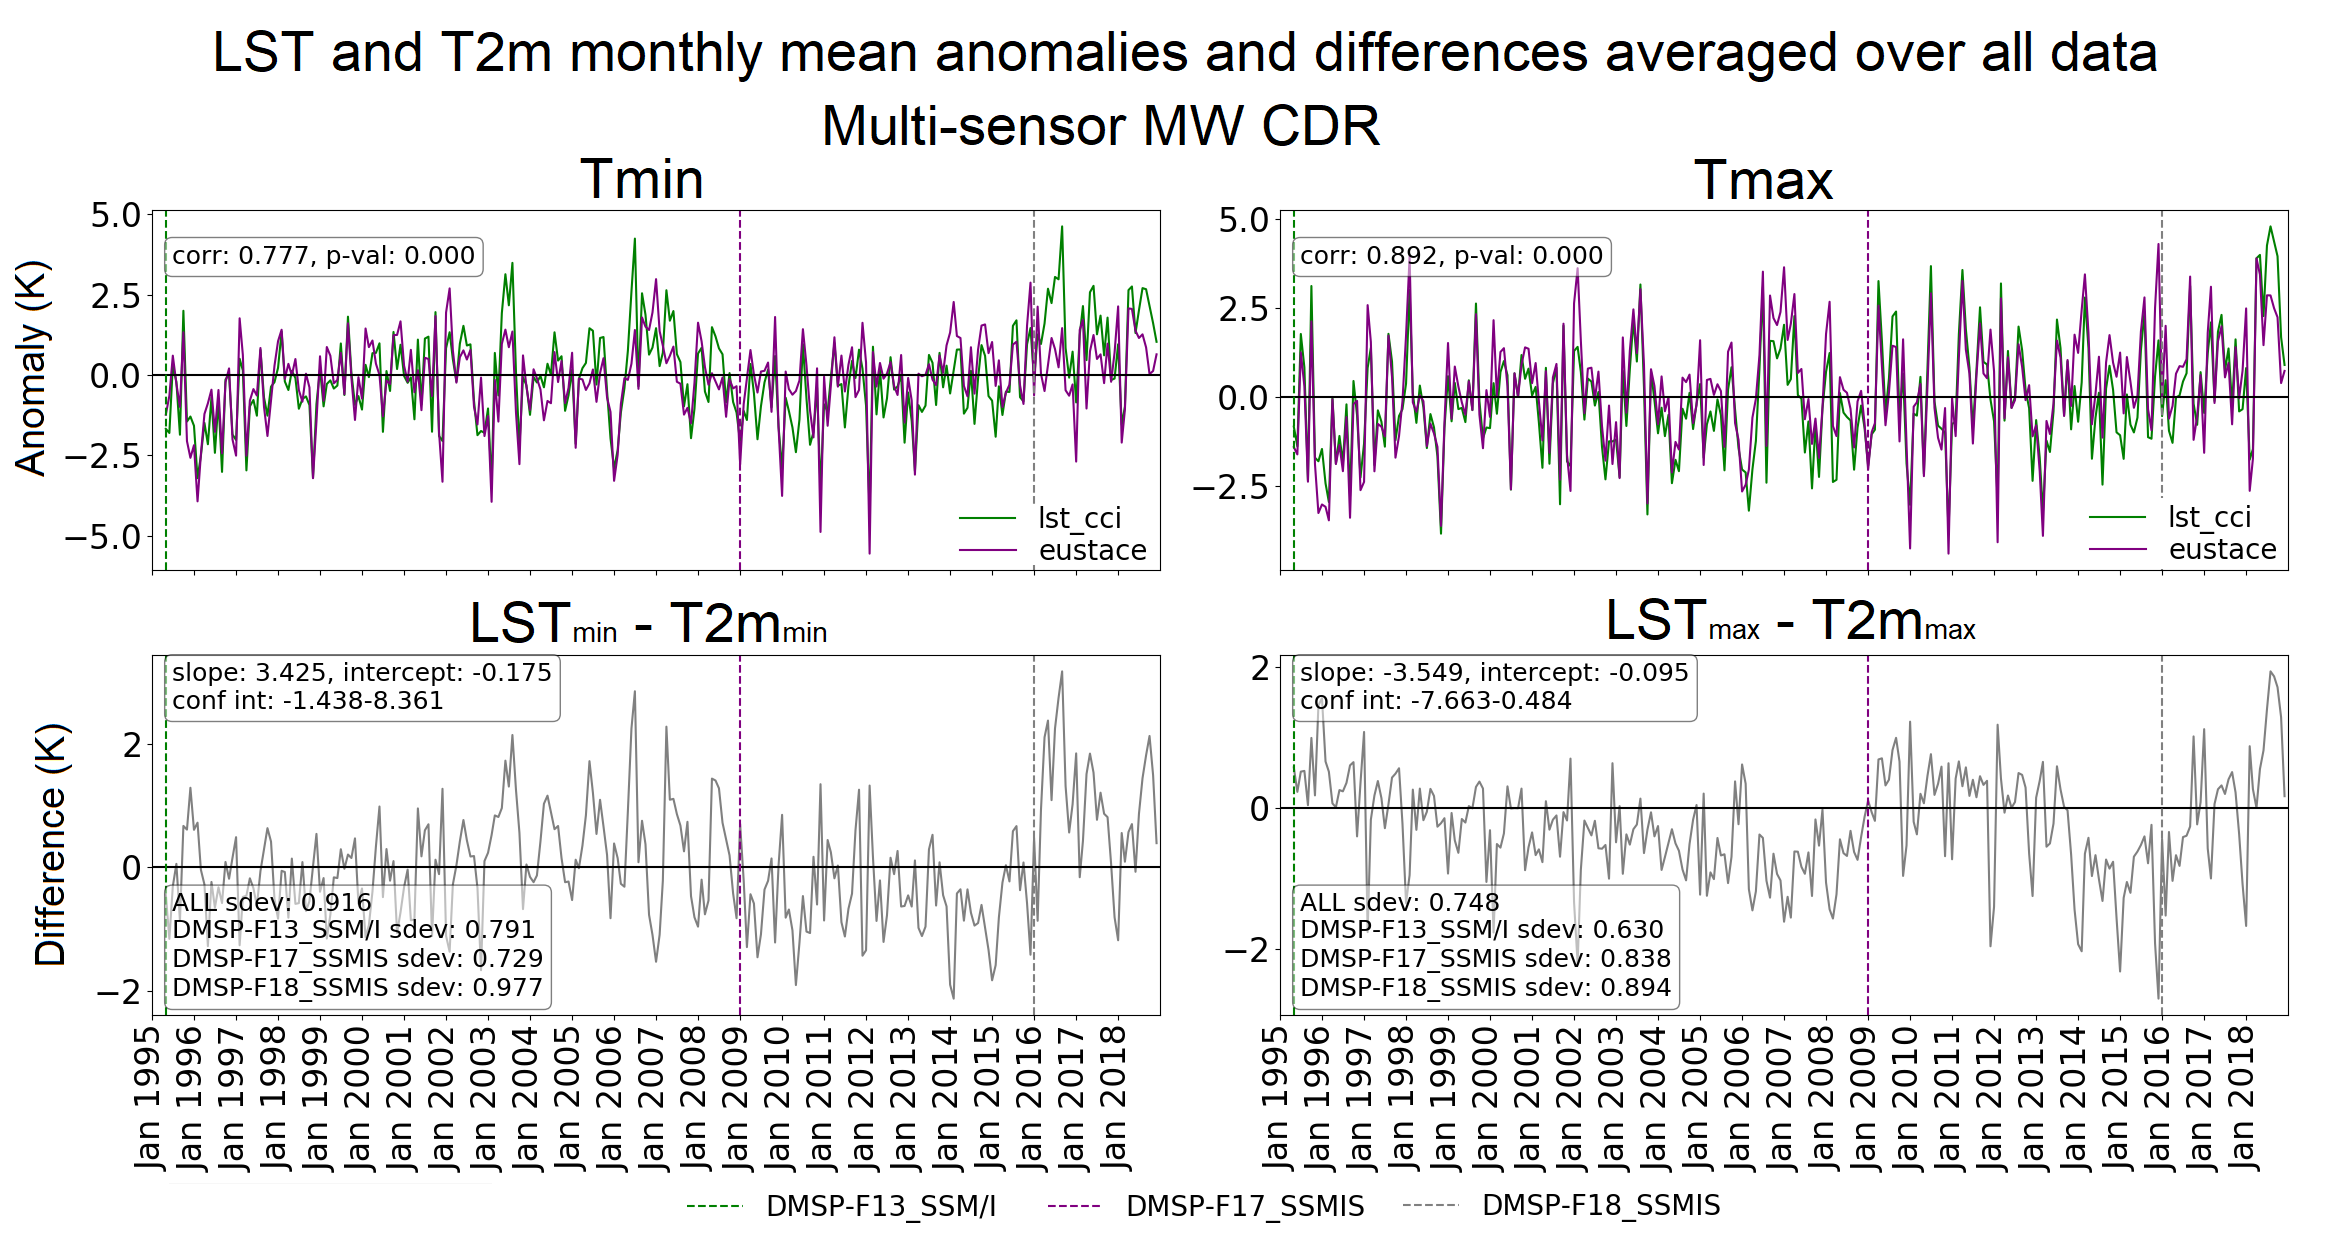 LST and T2m monthly mean anomalies and differences averaged over all data
Multi-sensor MW CDR
Tmin
Tmax
Anomaly (K)
5.0
2.5
0.0
−2.5
−5.0
corr: 0.777, p-val: 0.000
lst_cci
eustace
5.0
2.5
0.0
−2.5
corr: 0.892, p-val: 0.000
lst_cci
eustace
LSTmin - T2mmin
LSTmax - T2mmax
Difference (K)
2
0
−2
slope: 3.425, intercept: -0.175
conf int: -1.438-8.361
ALL sdev: 0.916
DMSP-F13_SSM/I sdev: 0.791
DMSP-F17_SSMIS sdev: 0.729
DMSP-F18_SSMIS sdev: 0.977
2
0
−2
slope: -3.549, intercept: -0.095
conf int: -7.663-0.484
ALL sdev: 0.748
DMSP-F13_SSM/I sdev: 0.630
DMSP-F17_SSMIS sdev: 0.838
DMSP-F18_SSMIS sdev: 0.894
Jan 1995
Jan 1996
Jan 1997
Jan 1998
Jan 1999
Jan 2000
Jan 2001
Jan 2002
Jan 2003
Jan 2004
Jan 2005
Jan 2006
Jan 2007
Jan 2008
Jan 2009
Jan 2010
Jan 2011
Jan 2012
Jan 2013
Jan 2014
Jan 2015
Jan 2016
Jan 2017
Jan 2018
Jan 1995
Jan 1996
Jan 1997
Jan 1998
Jan 1999
Jan 2000
Jan 2001
Jan 2002
Jan 2003
Jan 2004
Jan 2005
Jan 2006
Jan 2007
Jan 2008
Jan 2009
Jan 2010
Jan 2011
Jan 2012
Jan 2013
Jan 2014
Jan 2015
Jan 2016
Jan 2017
Jan 2018
DMSP-F13_SSM/I
DMSP-F17_SSMIS
DMSP-F18_SSMIS